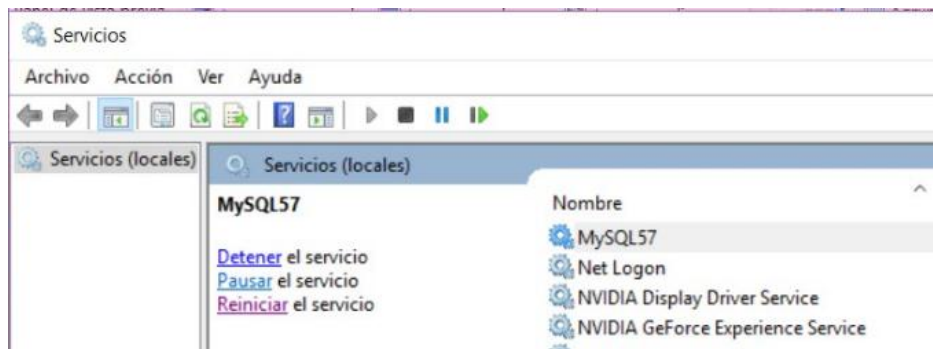 Servicios
Archivo Acción Ver Ayuda
Servicios (locales)
Servicios (locales)
MySQL57
Detener el servicio
Pausar el servicio
Reiniciar el servicio
Nombre
MySQL57
Net Logon
NVIDIA Display Driver Service
NVIDIA GeForce Experience Service